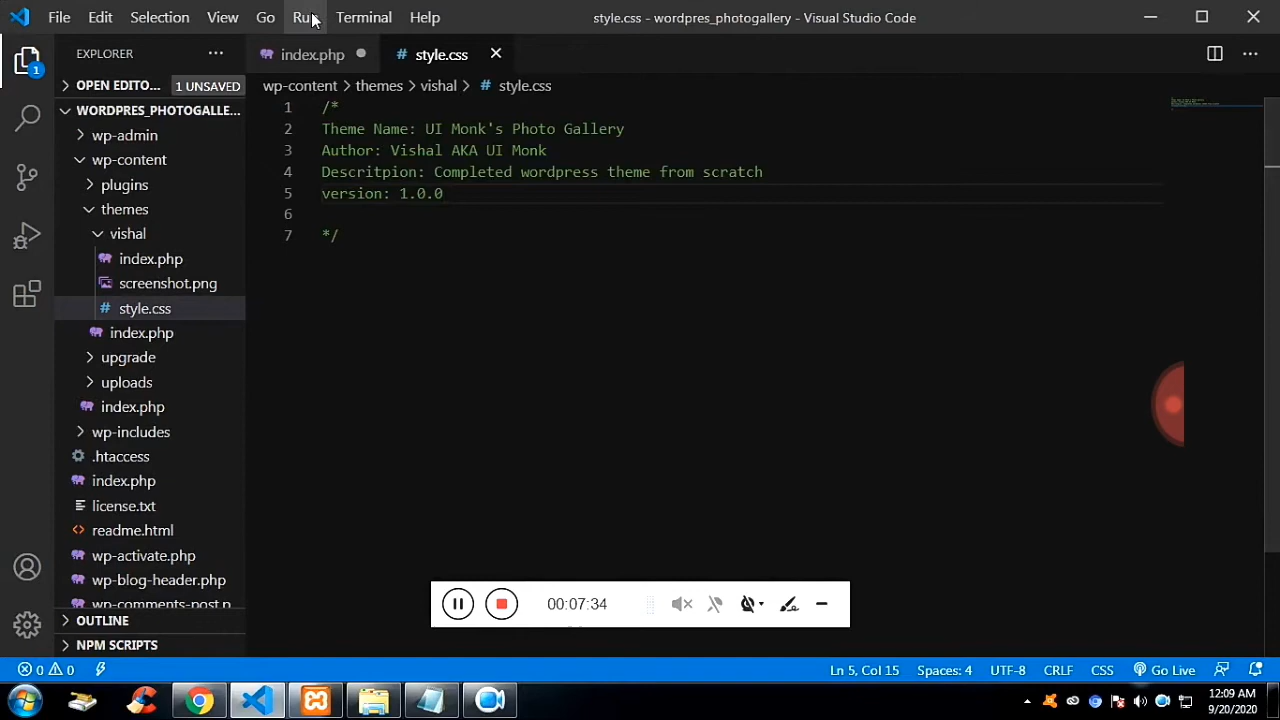 File Edit Selection View Go Run Terminal Help
style.css - wordpres_photogallery - Visual Studio Code
EXPLORER
index.php
style.css
OPEN EDITO... 1 UNSAVED
wp-content themes vishal style.css
WORDPRES_PHOTOGALLE...
wp-admin
wp-content
plugins
themes
vishal
index.php
screenshot.png
style.css
index.php
upgrade
uploads
index.php
wp-includes
.htaccess
index.php
license.txt
readme.html
wp-activate.php
wp-blog-header.php
wp-comments-post.p
OUTLINE
NPM SCRIPTS
1 /*
2 Theme Name: UI Monk's Photo Gallery
3 Author: Vishal AKA UI Monk
4 Descritpion: Completed wordpress theme from scratch
5 version: 1.0.0
6
7 */
1
00:07:34
0 0
Ln 5, Col 15 Spaces: 4 UTF-8 CRLF CSS Go Live
12:09 AM
9/20/2020